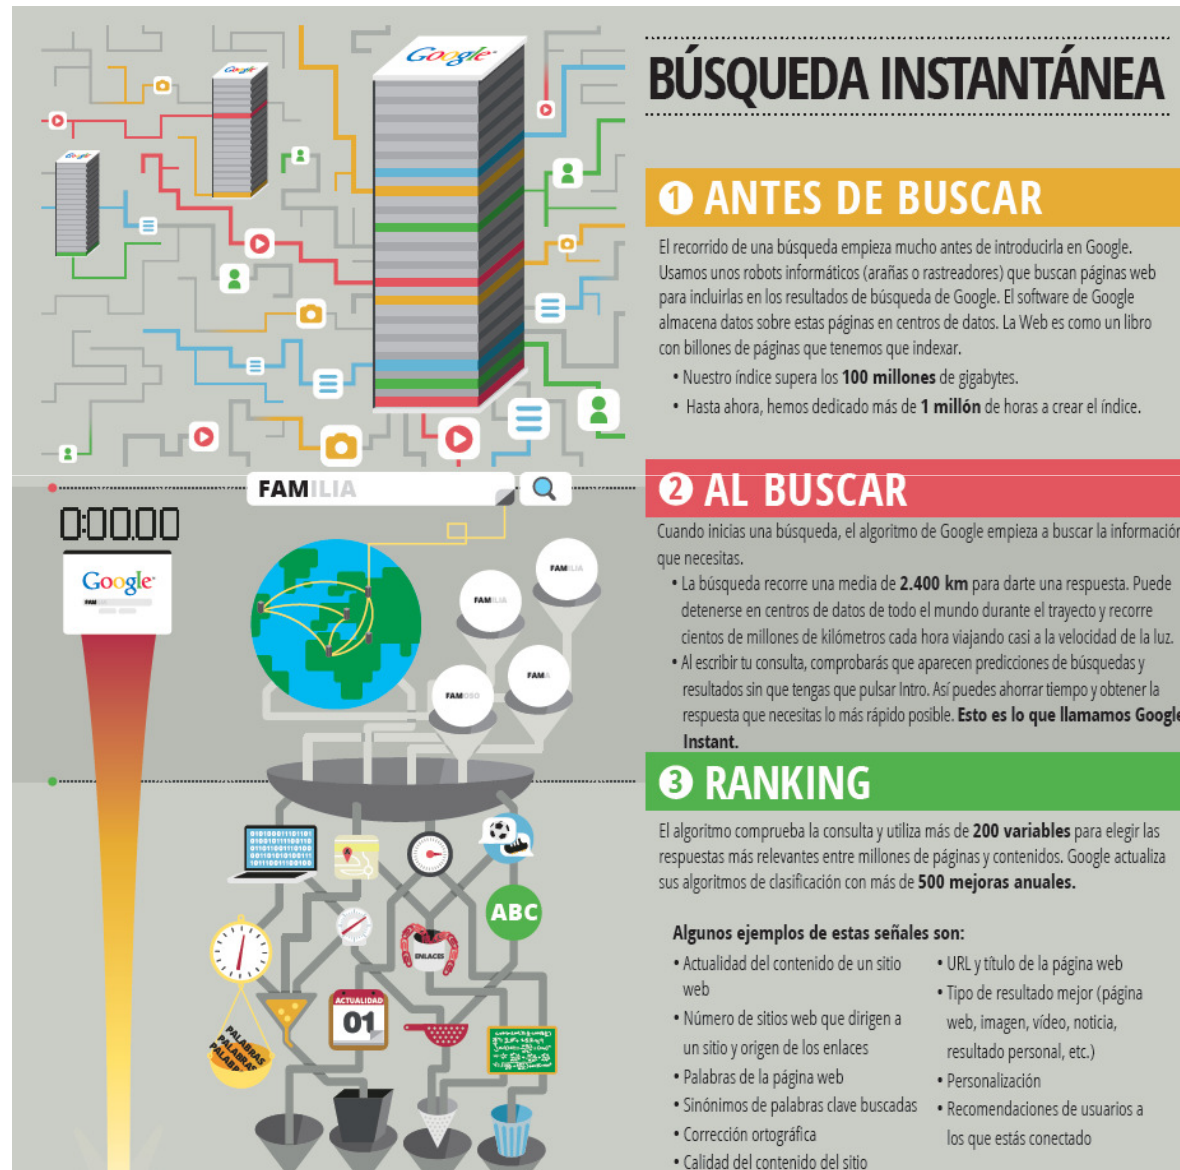 Google
Google
Google
BÚSQUEDA INSTANTÁNEA
1 ANTES DE BUSCAR
El recorrido de una búsqueda empieza mucho antes de introducirla en Google.
Usamos unos robots informáticos (arañas o rastreadores) que buscan páginas web
para incluirlas en los resultados de búsqueda de Google. El software de Google
almacena datos sobre estas páginas en centros de datos. La Web es como un libro
con billones de páginas que tenemos que indexar.
• Nuestro índice supera los 100 millones de gigabytes.
• Hasta ahora, hemos dedicado más de 1 millón de horas a crear el índice.
FAMILIA
0:00.00
Google
FAM
FAMILIA
FAMILIA
FAMA
FAMOSO
2 AL BUSCAR
Cuando inicias una búsqueda, el algoritmo de Google empieza a buscar la información
que necesitas.
• La búsqueda recorre una media de 2.400 km para darte una respuesta. Puede
detenerse en centros de datos de todo el mundo durante el trayecto y recorre
cientos de millones de kilómetros cada hora viajando casi a la velocidad de la luz.
• Al escribir tu consulta, comprobarás que aparecen predicciones de búsquedas y
resultados sin que tengas que pulsar Intro. Así puedes ahorrar tiempo y obtener la
respuesta que necesitas lo más rápido posible. Esto es lo que llamamos Google
Instant.
3 RANKING
El algoritmo comprueba la consulta y utiliza más de 200 variables para elegir las
respuestas más relevantes entre millones de páginas y contenidos. Google actualiza
sus algoritmos de clasificación con más de 500 mejoras anuales.
Algunos ejemplos de estas señales son:
• Actualidad del contenido de un sitio
web
• Número de sitios web que dirigen a
un sitio y origen de los enlaces
• Palabras de la página web
• Sinónimos de palabras clave buscadas
• Corrección ortográfica
• Calidad del contenido del sitio
• URL y título de la página web
• Tipo de resultado mejor (página
web, imagen, vídeo, noticia,
resultado personal, etc.)
• Personalización
• Recomendaciones de usuarios a
los que estás conectado
A
ABC
ENLACES
ACTUALIDAD
01
PALABRAS
PALABRAS